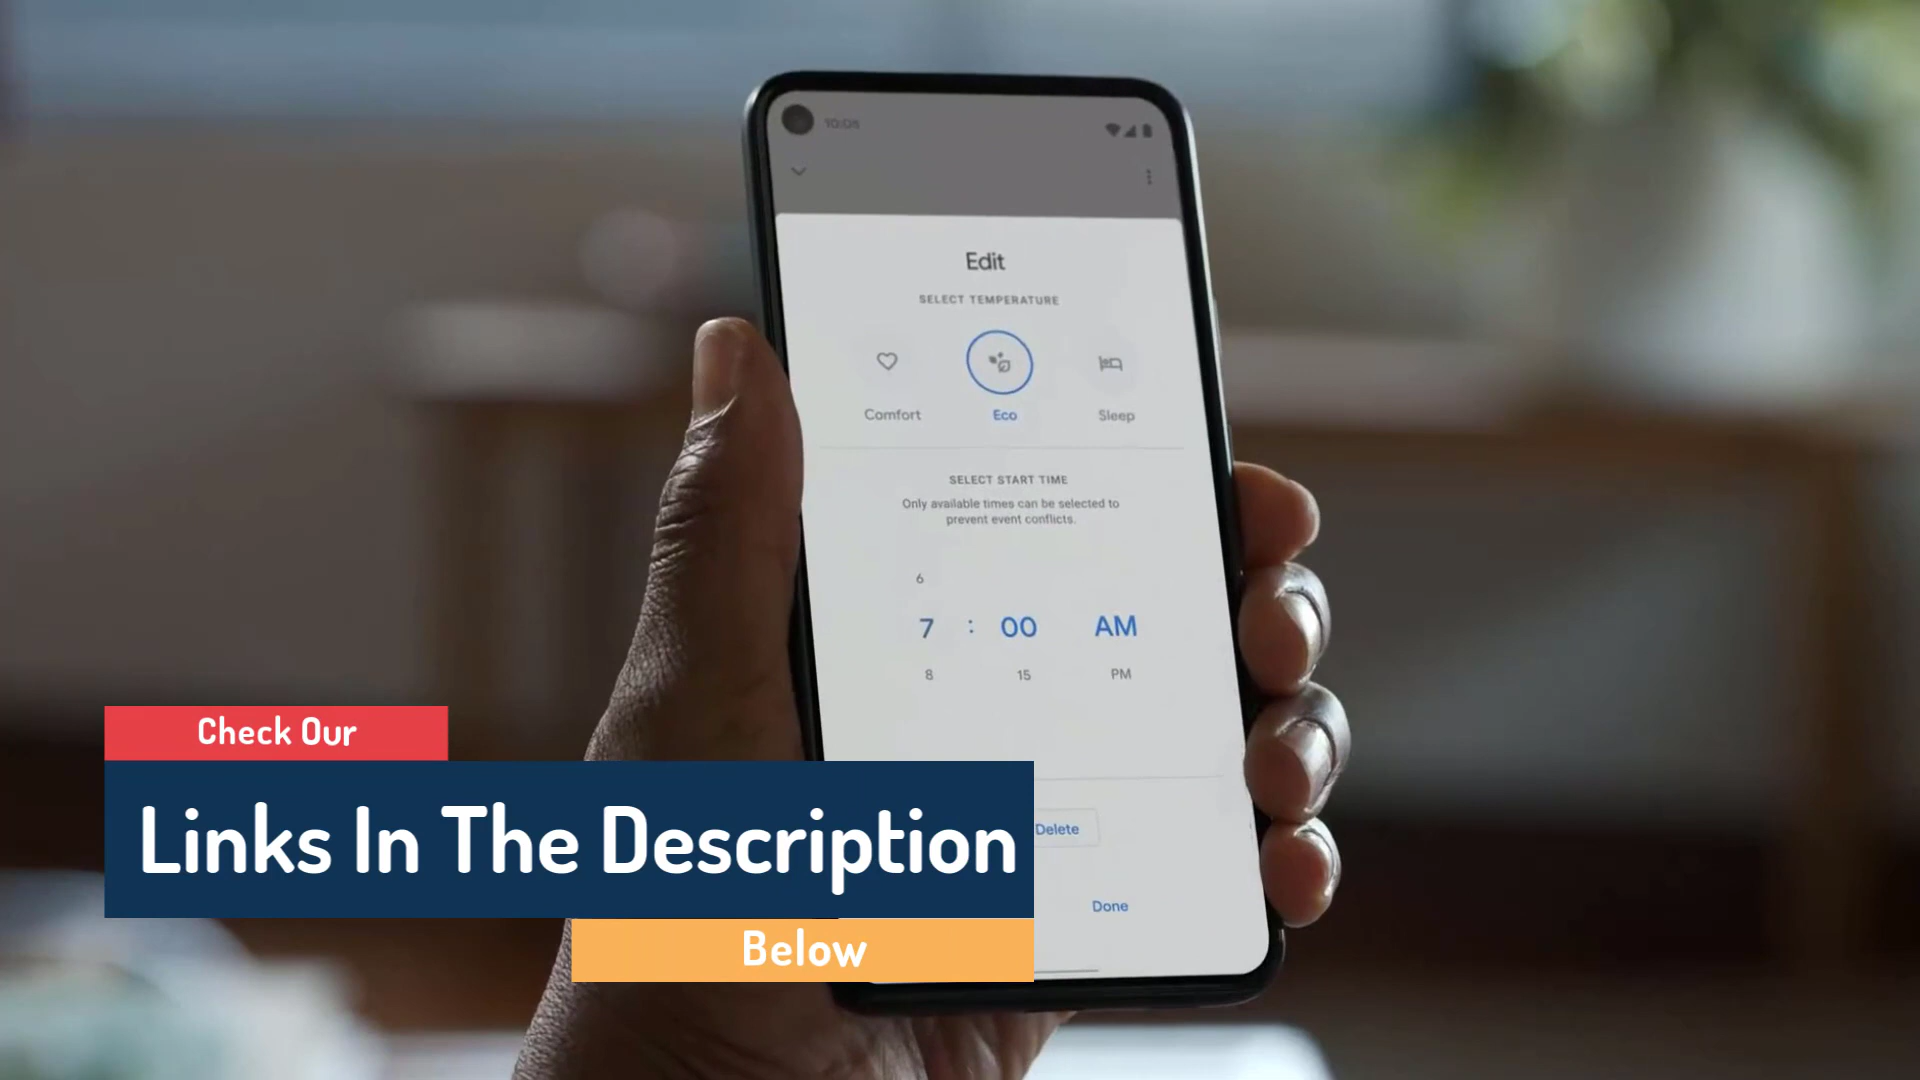 10:05
Edit
SELECT TEMPERATURE
Comfort
Eco
Sleep
SELECT START TIME
Only available times can be selected to
prevent event conflicts.
6
7 : 00 AM
8 15 PM
Delete
Done
Check Our
Links In The Description
Below